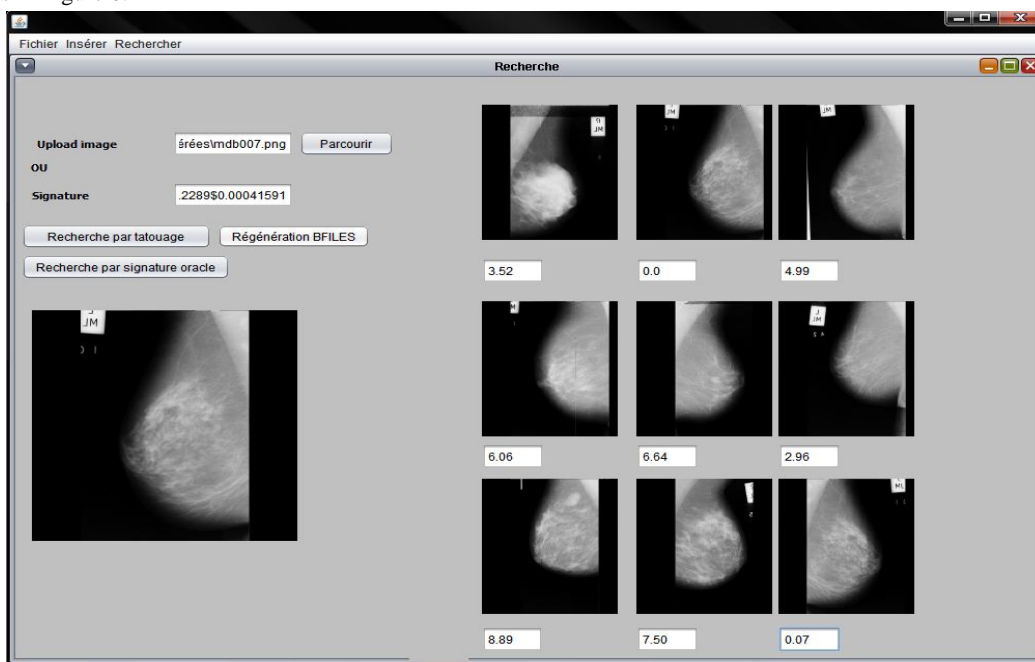 Fichier Insérer Rechercher
Recherche
Upload image érées\mdb007.png Parcourir
OU
Signature .2289$0.00041591
Recherche par tatouage Régénération BFILES
Recherche par signature oracle
3.52 0.0 4.99
6.06 6.64 2.96
8.89 7.50 0.07